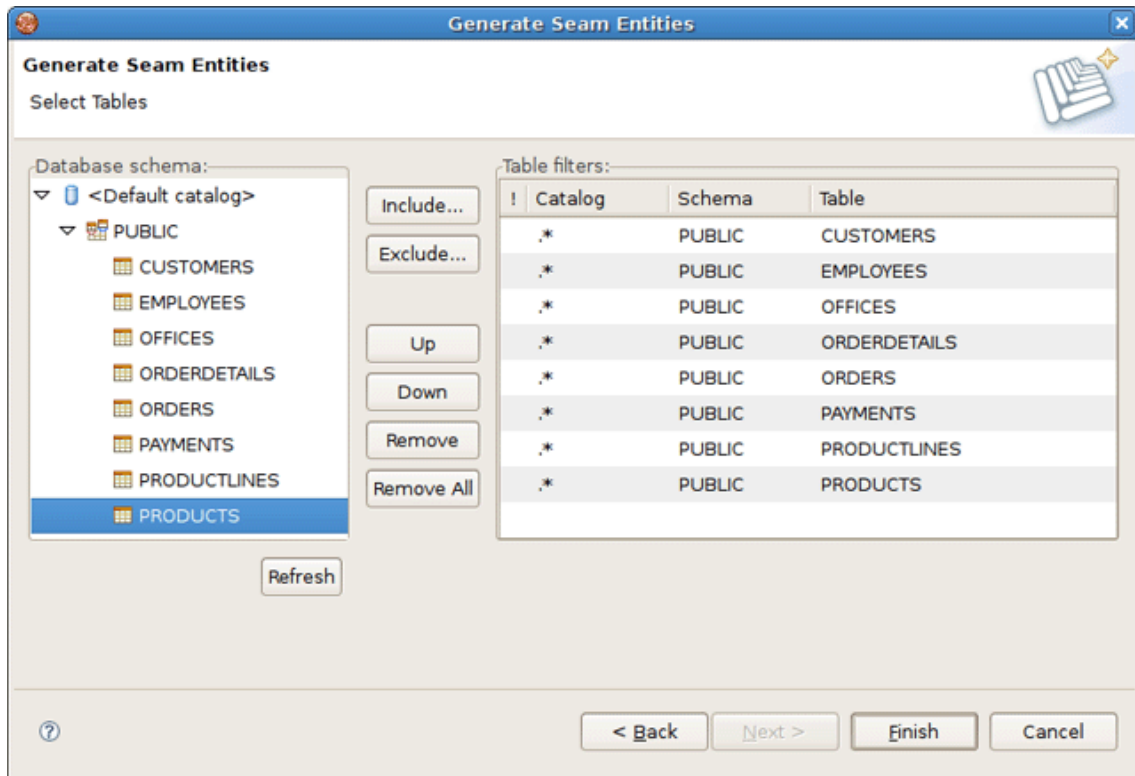 Generate Seam Entities
Generate Seam Entities
Select Tables
Database schema:
<Default catalog>
PUBLIC
CUSTOMERS
EMPLOYEES
OFFICES
ORDERDETAILS
ORDERS
PAYMENTS
PRODUCTLINES
PRODUCTS
Refresh
Include...
Exclude...
Up
Down
Remove
Remove All
Table filters:
! Catalog Schema Table
.* PUBLIC CUSTOMERS
.* PUBLIC EMPLOYEES
.* PUBLIC OFFICES
.* PUBLIC ORDERDETAILS
.* PUBLIC ORDERS
.* PUBLIC PAYMENTS
.* PUBLIC PRODUCTLINES
.* PUBLIC PRODUCTS
? < Back Next > Finish Cancel